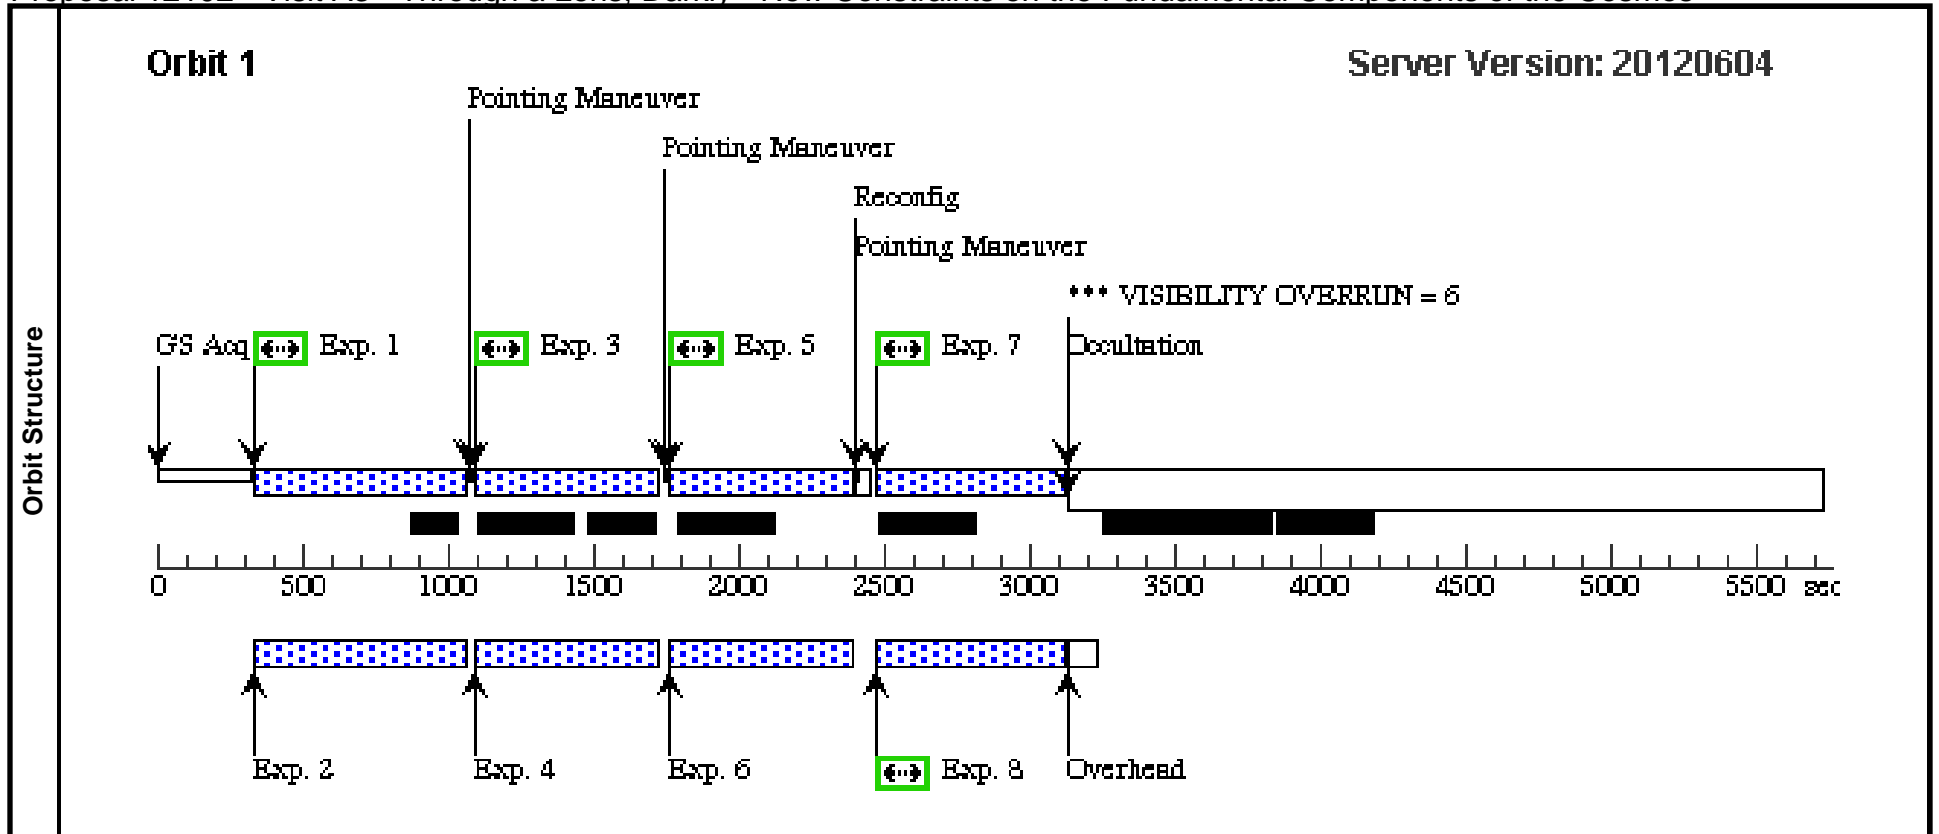 Orbit 1
Server Version: 20120604
Pointing Maneuver
Pointing Maneuver
Reconfig
Pointing Maneuver
*** VISIBILITY OVERRUN = 6
GS Acq Exp. 1 Exp. 3 Exp. 5 Exp. 7 Occultation
Orbit Structure
0 500 1000 1500 2000 2500 3000 3500 4000 4500 5000 5500 sec
Exp. 2 Exp. 4 Exp. 6 Exp. 8 Overhead